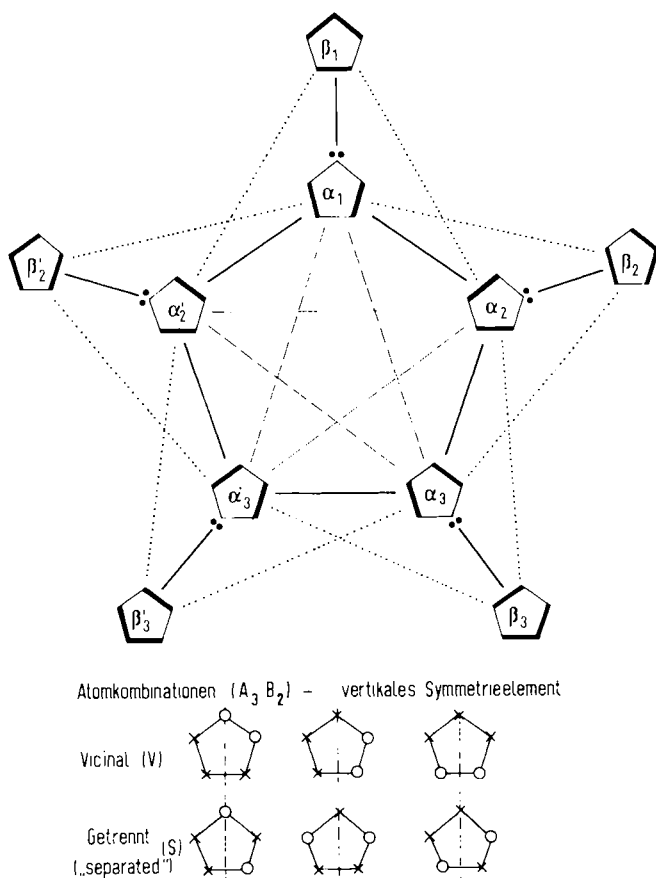 β1
α1
β'2
α'2
α2
β2
α'3
α3
β'3
β3
Atomkombinationen (A3 B2) – vertikales Symmetrieelement
Vicinal (V)
Getrennt (S)
(„separated")